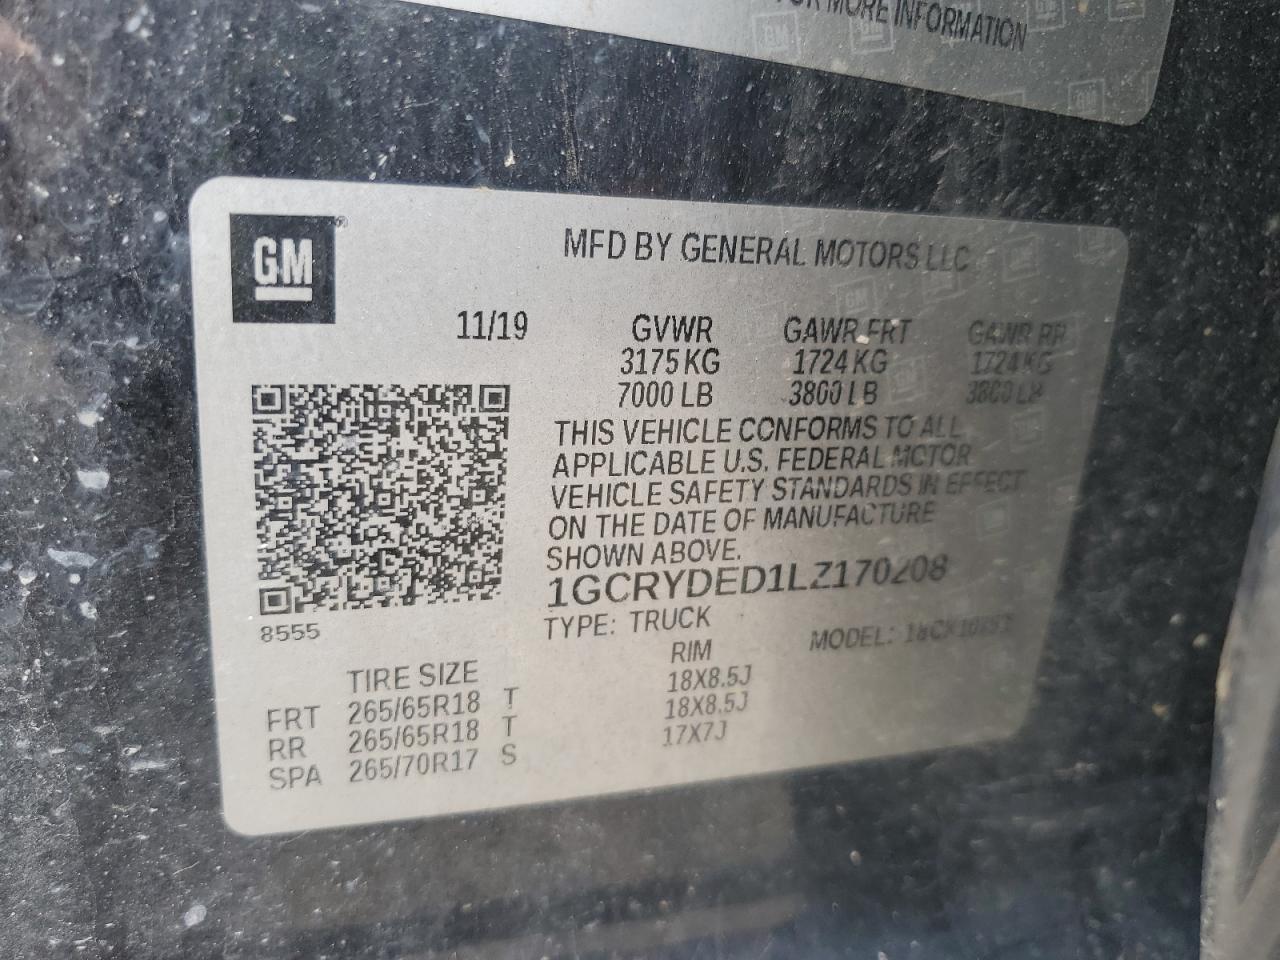 FOR MORE INFORMATION
GM
MFD BY GENERAL MOTORS LLC
11/19 GVWR GAWR FRT GAWR RR
3175 KG 1724 KG 1724 KG
7000 LB 3800 LB 3800 LB
THIS VEHICLE CONFORMS TO ALL
APPLICABLE U.S. FEDERAL MOTOR
VEHICLE SAFETY STANDARDS IN EFFECT
ON THE DATE OF MANUFACTURE
SHOWN ABOVE.
1GCRYDED1LZ170208
8555
TYPE: TRUCK MODEL:
TIRE SIZE RIM
FRT 265/65R18 T 18X8.5J
RR 265/65R18 T 18X8.5J
SPA 265/70R17 S 17X7J